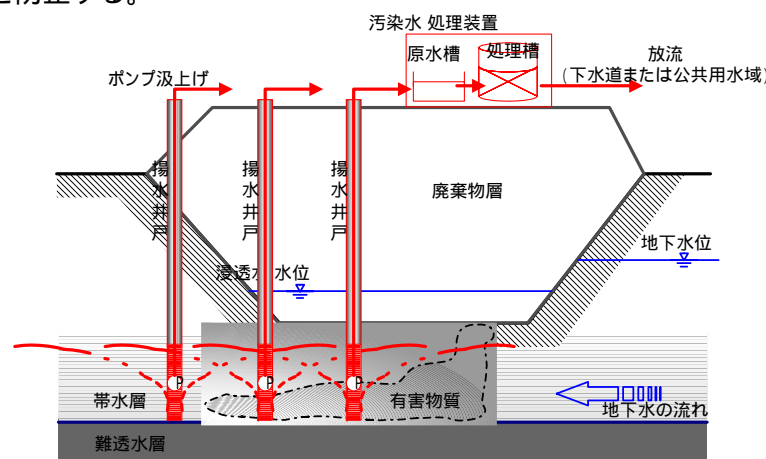 を防止する。
汚染水 処理装置
原水槽
処理槽
放流
(下水道または公共用水域)
ポンプ汲上げ
揚水井戸
揚水井戸
揚水井戸
廃棄物層
地下水位
浸透水水位
P
P
P
帯水層
有害物質
地下水の流れ
難透水層